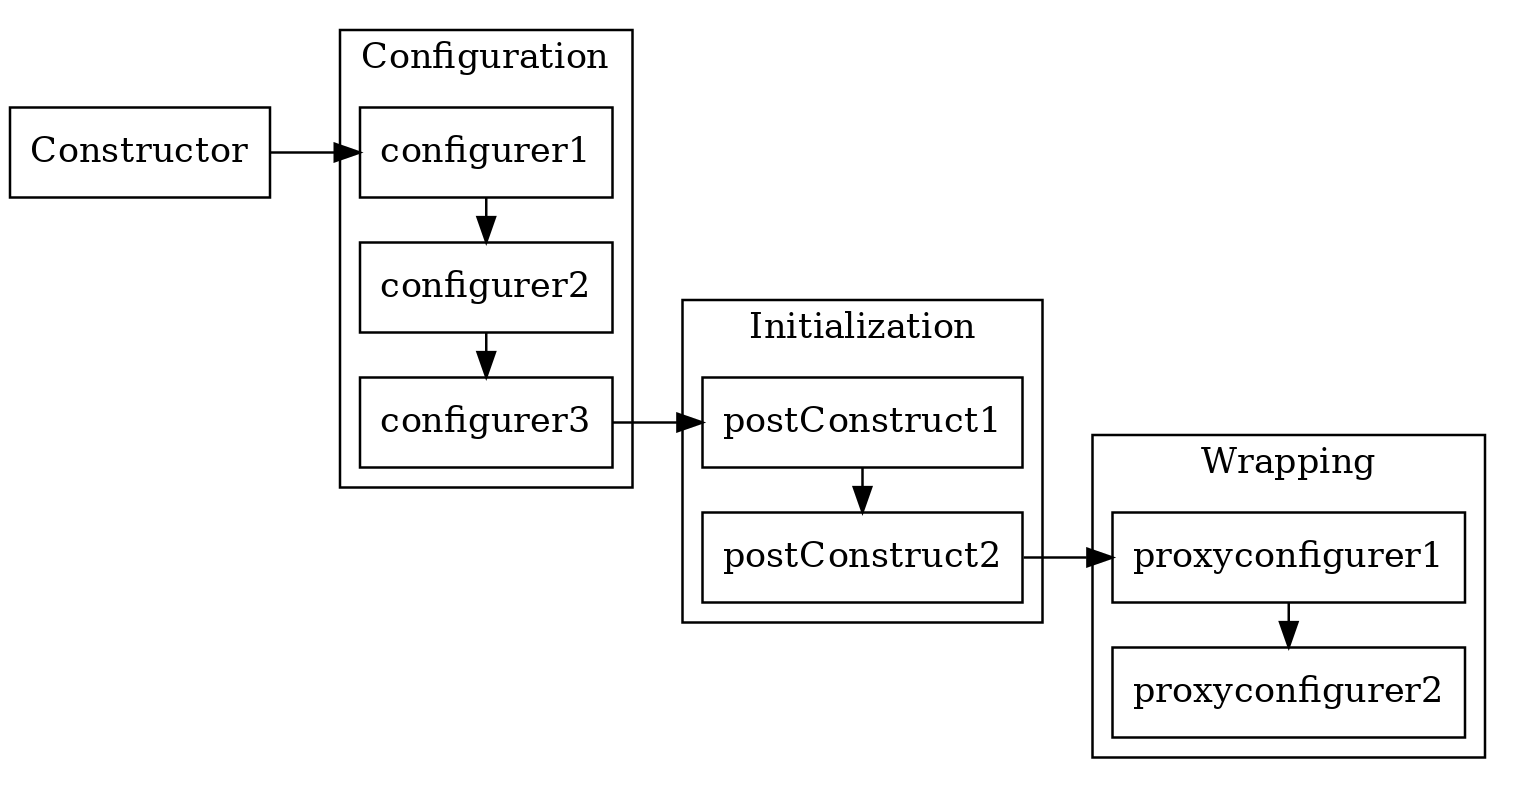 Constructor
Configuration
configurer1
configurer2
configurer3
Initialization
postConstruct1
postConstruct2
Wrapping
proxyconfigurer1
proxyconfigurer2